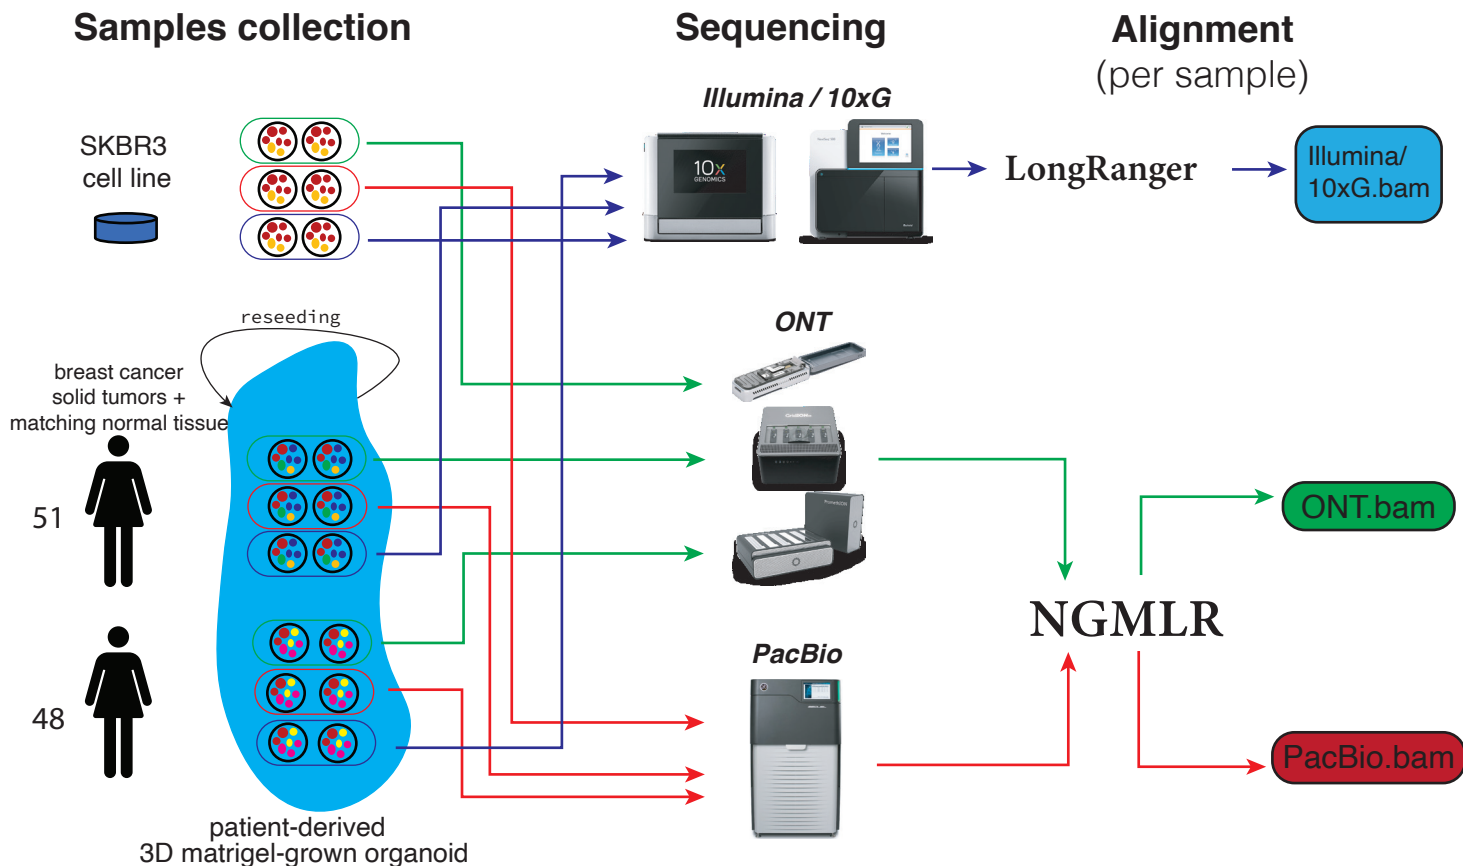 Samples collection
Sequencing
Alignment
(per sample)
Illumina / 10xG
SKBR3
cell line
10x
GENOMICS
LongRanger
Illumina/
10xG.bam
reseeding
ONT
breast cancer
solid tumors +
matching normal tissue
51
ONT.bam
NGMLR
PacBio
48
PacBio.bam
patient-derived
3D matrigel-grown organoid